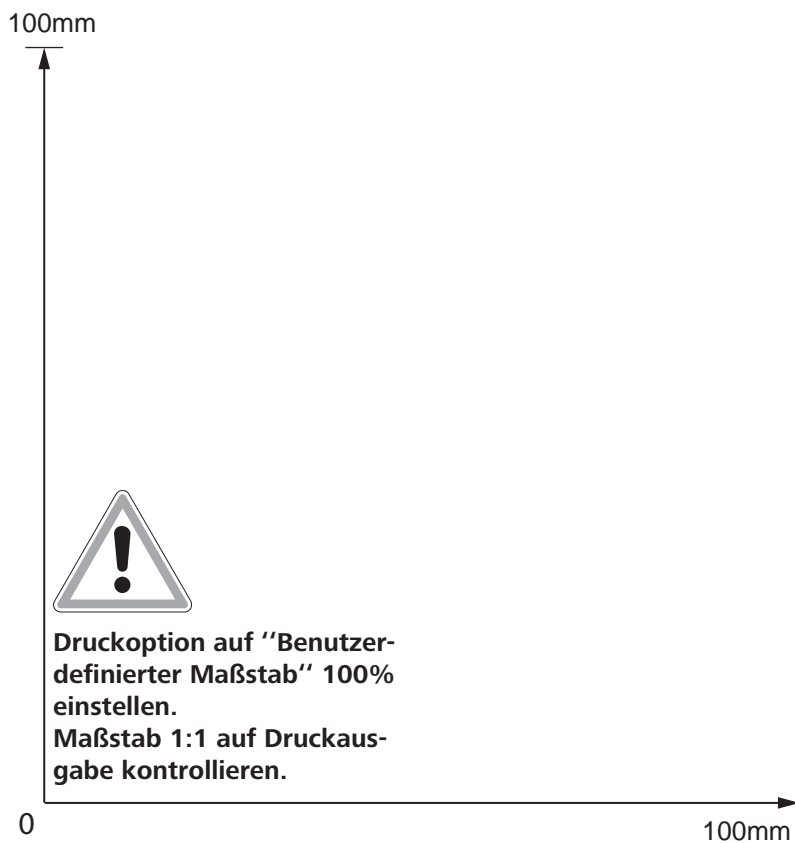 100mm
Druckoption auf ‘‘Benutzer-
definierter Maßstab‘‘ 100%
einstellen.
Maßstab 1:1 auf Druckaus-
gabe kontrollieren.
0
100mm